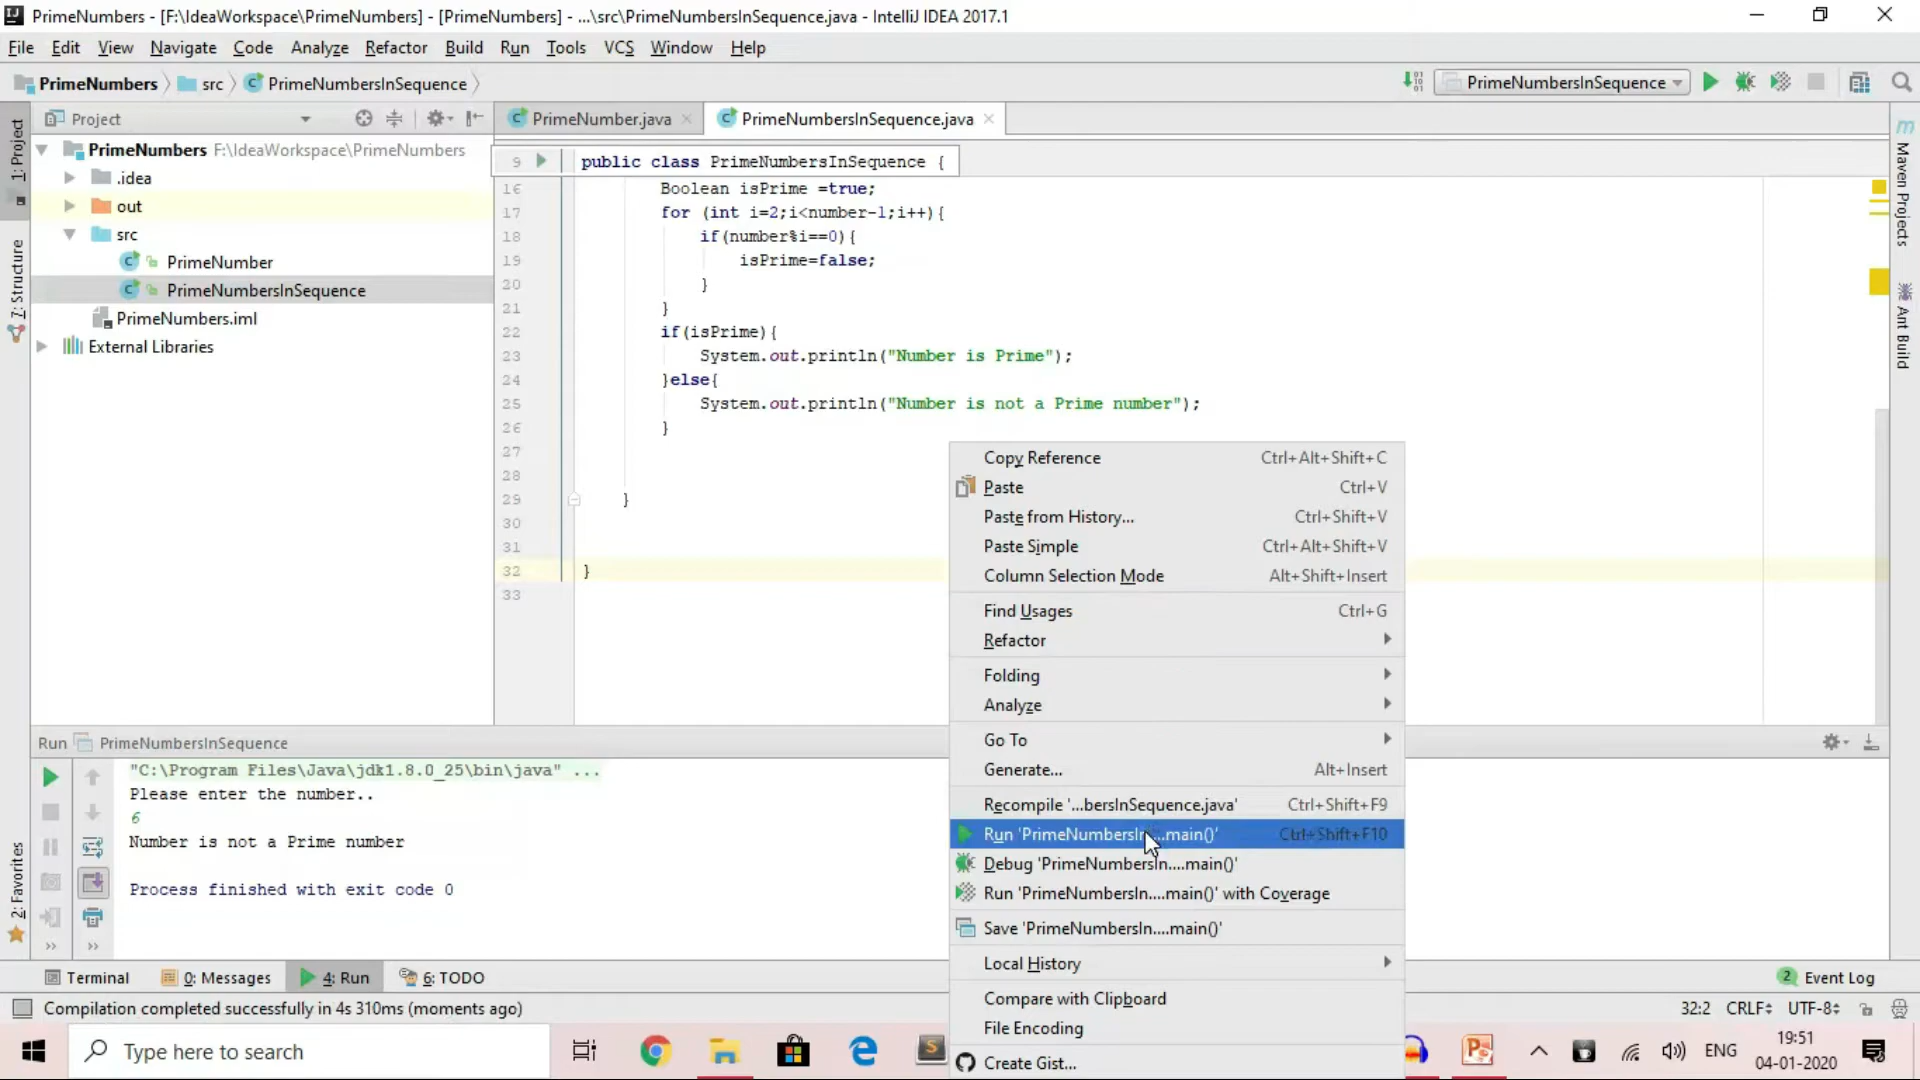 PrimeNumbers - [F:\IdeaWorkspace\PrimeNumbers] - [PrimeNumbers] - ...\src\PrimeNumbersInSequence.java - IntelliJ IDEA 2017.1
File Edit View Navigate Code Analyze Refactor Build Run Tools VCS Window Help
PrimeNumbers src PrimeNumbersInSequence
PrimeNumbersInSequence
Project
PrimeNumber.java PrimeNumbersInSequence.java
1: Project
7: Structure
2: Favorites
PrimeNumbers F:\IdeaWorkspace\PrimeNumbers
.idea
out
src
PrimeNumber
PrimeNumbersInSequence
PrimeNumbers.iml
External Libraries
9 public class PrimeNumbersInSequence {
16 Boolean isPrime =true;
17 for (int i=2;i<number-1;i++){
18 if(number%i==0){
19 isPrime=false;
20 }
21 }
22 if(isPrime){
23 System.out.println("Number is Prime");
24 }else{
25 System.out.println("Number is not a Prime number");
26 }
27
28
29 }
30
31
32 }
33
Maven Projects
Ant Build
Copy Reference Ctrl+Alt+Shift+C
Paste Ctrl+V
Paste from History... Ctrl+Shift+V
Paste Simple Ctrl+Alt+Shift+V
Column Selection Mode Alt+Shift+Insert
Find Usages Ctrl+G
Refactor
Folding
Analyze
Go To
Generate... Alt+Insert
Recompile '...bersInSequence.java' Ctrl+Shift+F9
Run 'PrimeNumbersIn....main()' Ctrl+Shift+F10
Debug 'PrimeNumbersIn....main()'
Run 'PrimeNumbersIn....main()' with Coverage
Save 'PrimeNumbersIn....main()'
Local History
Compare with Clipboard
File Encoding
Create Gist...
Run PrimeNumbersInSequence
"C:\Program Files\Java\jdk1.8.0_25\bin\java" ...
Please enter the number..
6
Number is not a Prime number
Process finished with exit code 0
Terminal 0: Messages 4: Run 6: TODO
2 Event Log
Compilation completed successfully in 4s 310ms (moments ago)
32:2 CRLF UTF-8
Type here to search
ENG
19:51
04-01-2020